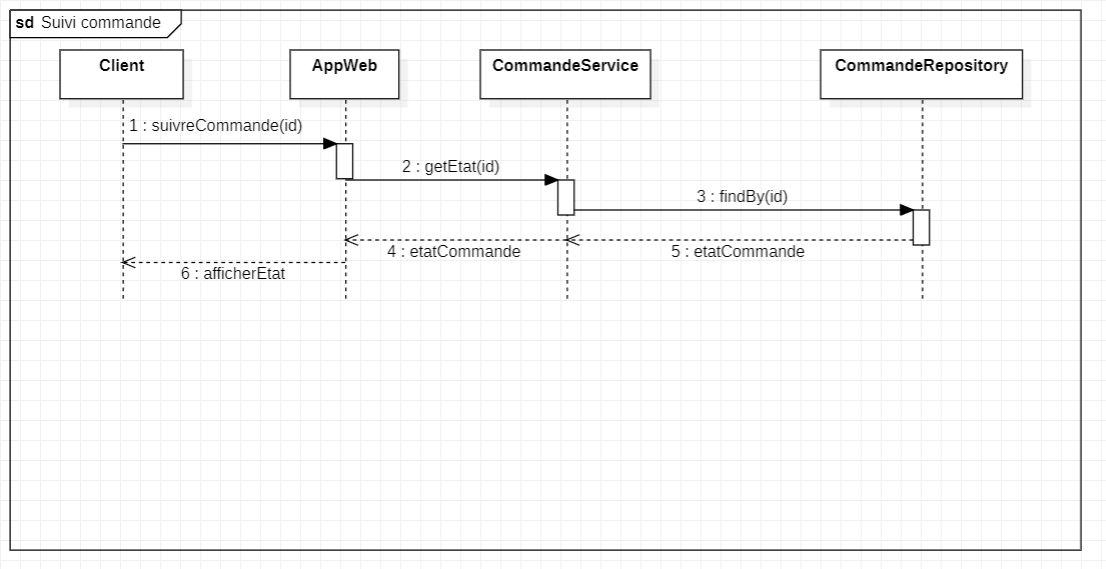 sd Suivi commande
Client
AppWeb
CommandeService
CommandeRepository
1 : suivreCommande(id)
2 : getEtat(id)
3 : findBy(id)
4 : etatCommande
5 : etatCommande
6 : afficherEtat